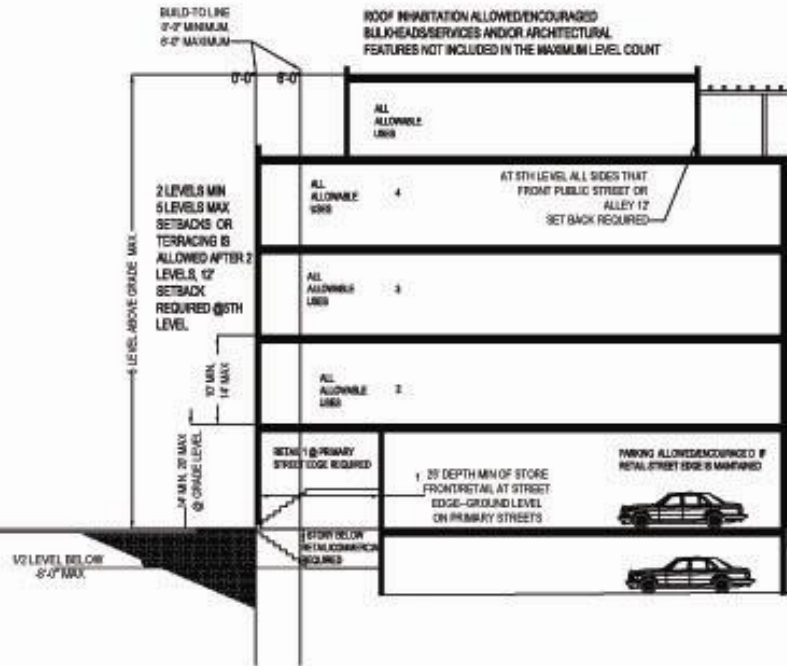 BUILD-TO LINE
0'-0" MINIMUM,
6'-0" MAXIMUM
ROOF INHABITATION ALLOWED/ENCOURAGED
BULKHEADS/SERVICES AND/OR ARCHITECTURAL
FEATURES NOT INCLUDED IN THE MAXIMUM LEVEL COUNT
0'-0" 6'-0"
ALL
ALLOWABLE
USES
2 LEVELS MIN
5 LEVELS MAX
SETBACKS OR
TERRACING IS
ALLOWED AFTER 2
LEVELS, 12'
SETBACK
REQUIRED @5TH
LEVEL
ALL
ALLOWABLE
USES
4
AT 5TH LEVEL ALL SIDES THAT
FRONT PUBLIC STREET OR
ALLEY 12'
SET BACK REQUIRED
LEVEL ABOVE GRADE MAX.
ALL
ALLOWABLE
USES
3
10' MIN,
14' MAX
ALL
ALLOWABLE
USES
2
14' MIN, 20' MAX
@ GRADE LEVEL
RETAIL @ PRIMARY
STREET EDGE REQUIRED
1
25' DEPTH MIN OF STORE
FRONT/RETAIL AT STREET
EDGE--GROUND LEVEL
ON PRIMARY STREETS
PARKING ALLOWED/ENCOURAGED IF
RETAIL STREET EDGE IS MAINTAINED
STORY BELOW
RETAIL/COMMERCIAL
REQUIRED
1/2 LEVEL BELOW
-6'-0" MAX